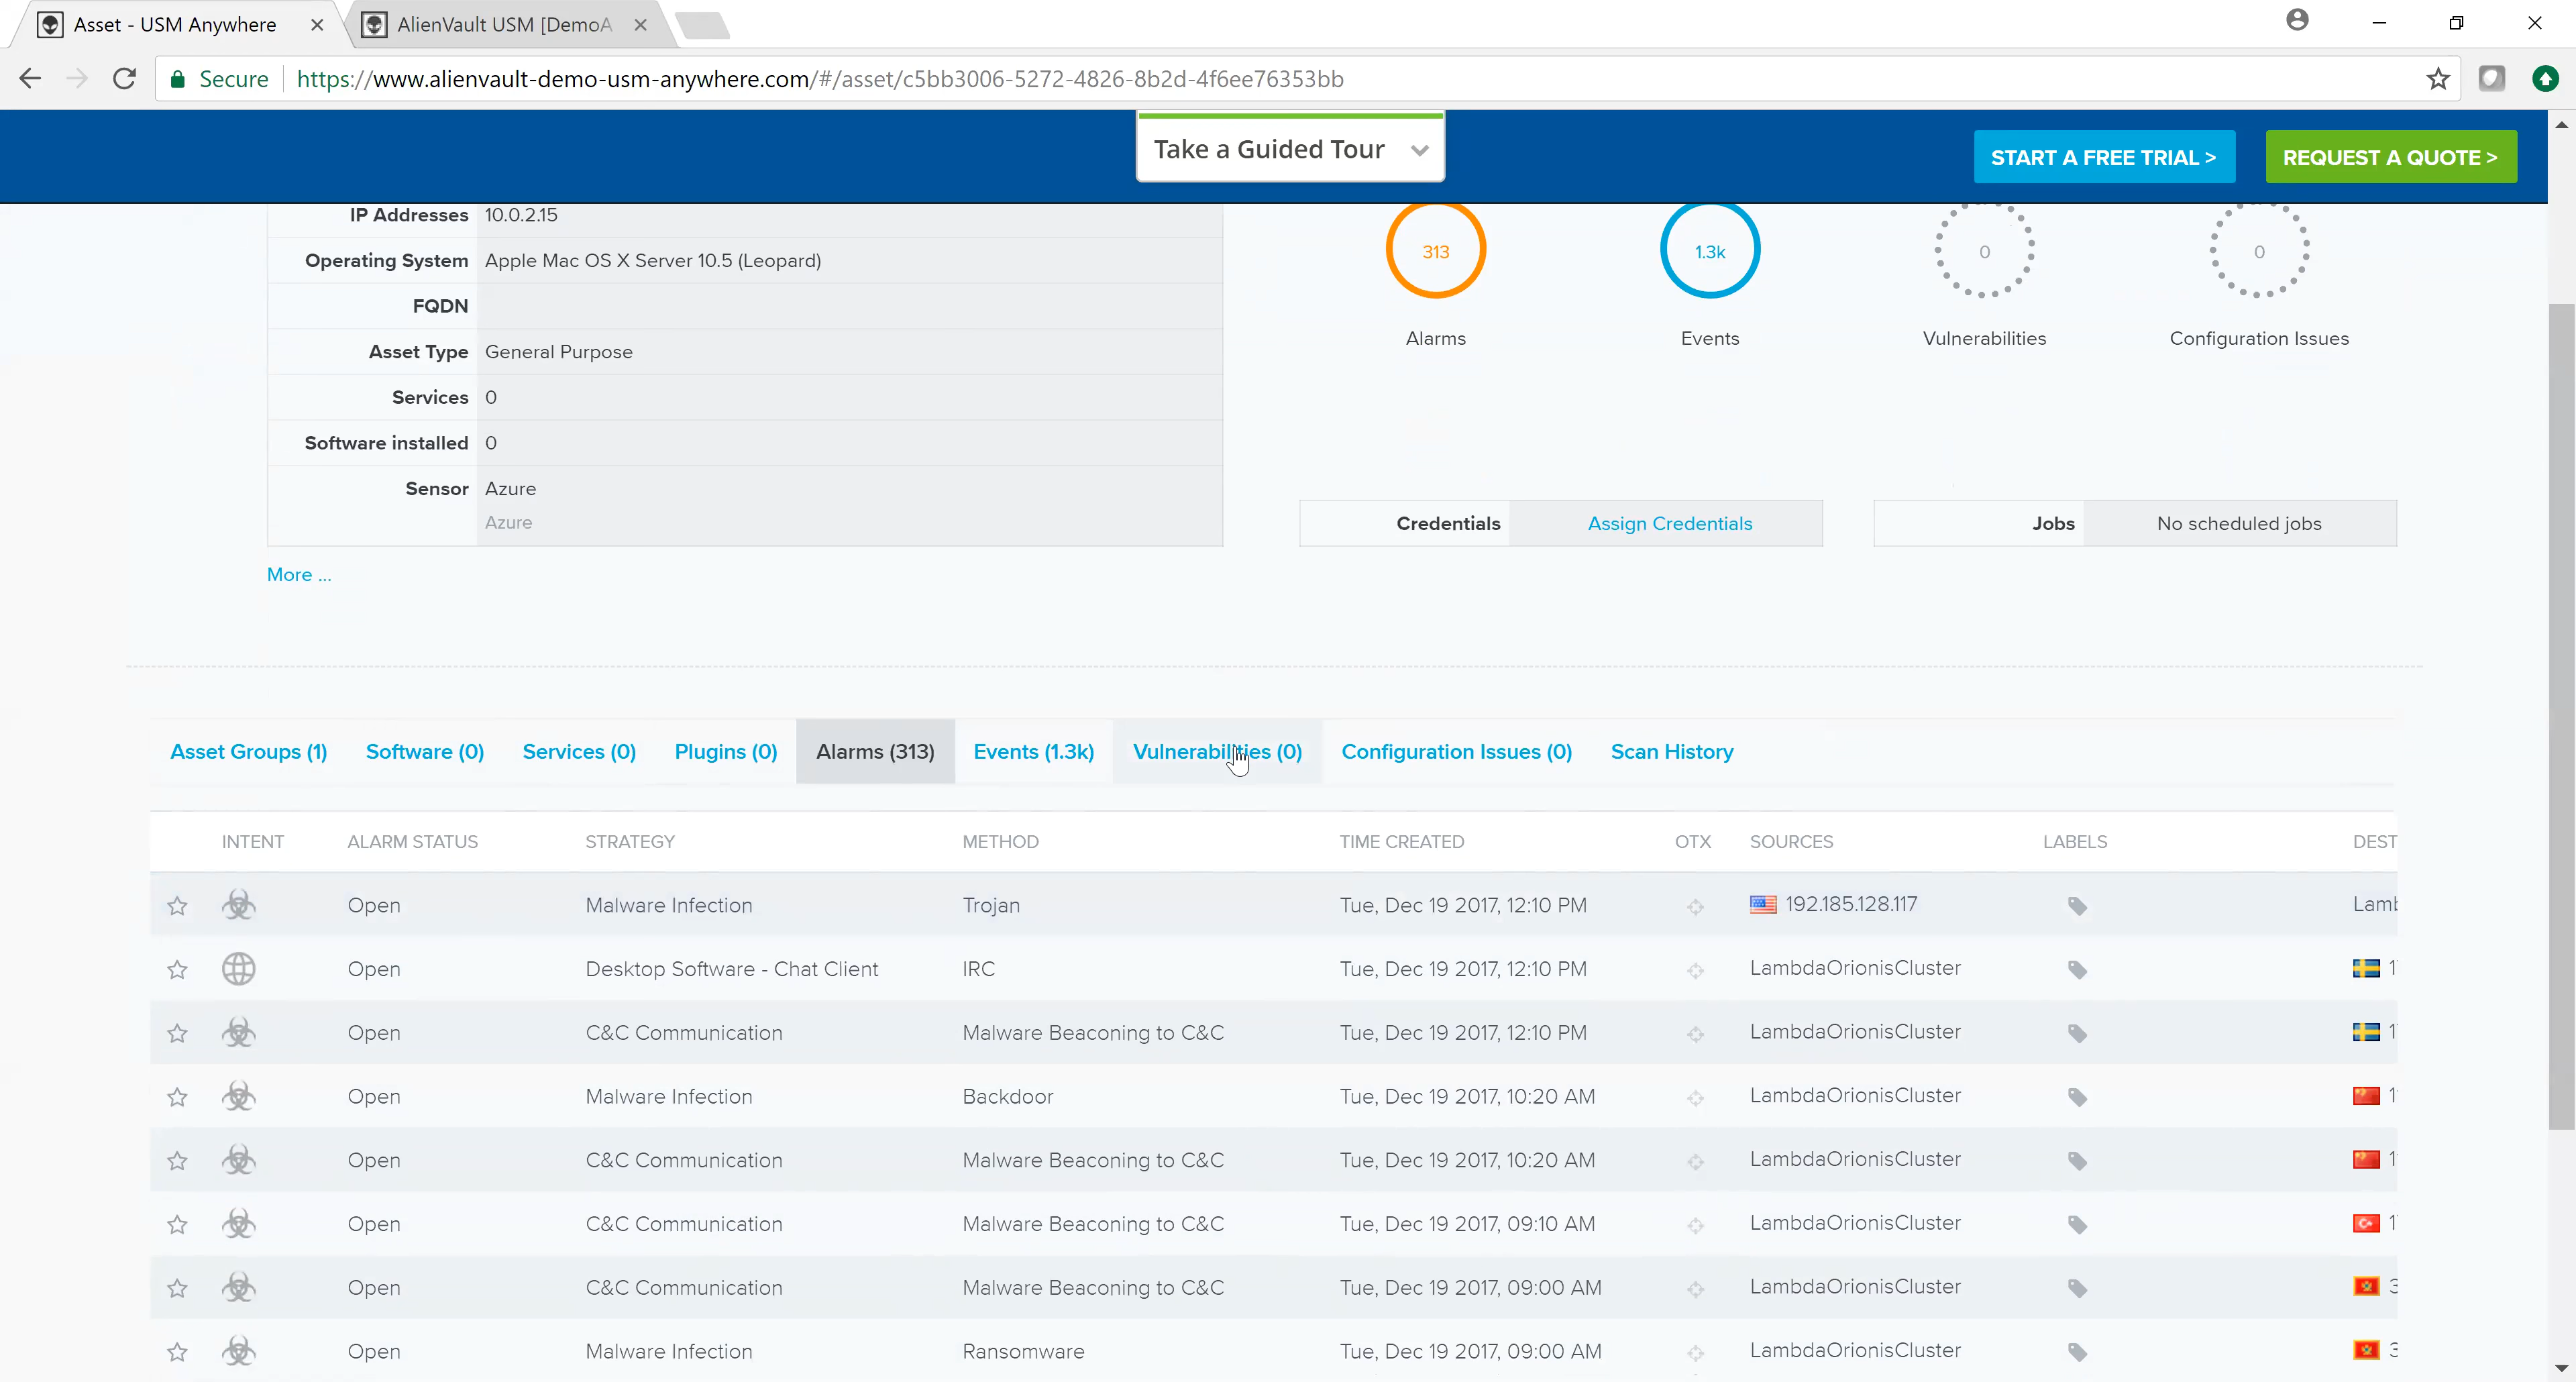 Asset - USM Anywhere
AlienVault USM [DemoA
Secure https://www.alienvault-demo-usm-anywhere.com/#/asset/c5bb3006-5272-4826-8b2d-4f6ee76353bb
Take a Guided Tour
START A FREE TRIAL >
REQUEST A QUOTE >
IP Addresses 10.0.2.15
Operating System Apple Mac OS X Server 10.5 (Leopard)
FQDN
Asset Type General Purpose
Services 0
Software installed 0
Sensor Azure
Azure
More ...
313 1.3k 0 0
Alarms Events Vulnerabilities Configuration Issues
Credentials Assign Credentials Jobs No scheduled jobs
Asset Groups (1) Software (0) Services (0) Plugins (0) Alarms (313) Events (1.3k) Vulnerabilities (0) Configuration Issues (0) Scan History
INTENT ALARM STATUS STRATEGY METHOD TIME CREATED OTX SOURCES LABELS DEST
Open Malware Infection Trojan Tue, Dec 19 2017, 12:10 PM 192.185.128.117
Open Desktop Software - Chat Client IRC Tue, Dec 19 2017, 12:10 PM LambdaOrionisCluster
Open C&C Communication Malware Beaconing to C&C Tue, Dec 19 2017, 12:10 PM LambdaOrionisCluster
Open Malware Infection Backdoor Tue, Dec 19 2017, 10:20 AM LambdaOrionisCluster
Open C&C Communication Malware Beaconing to C&C Tue, Dec 19 2017, 10:20 AM LambdaOrionisCluster
Open C&C Communication Malware Beaconing to C&C Tue, Dec 19 2017, 09:10 AM LambdaOrionisCluster
Open C&C Communication Malware Beaconing to C&C Tue, Dec 19 2017, 09:00 AM LambdaOrionisCluster
Open Malware Infection Ransomware Tue, Dec 19 2017, 09:00 AM LambdaOrionisCluster